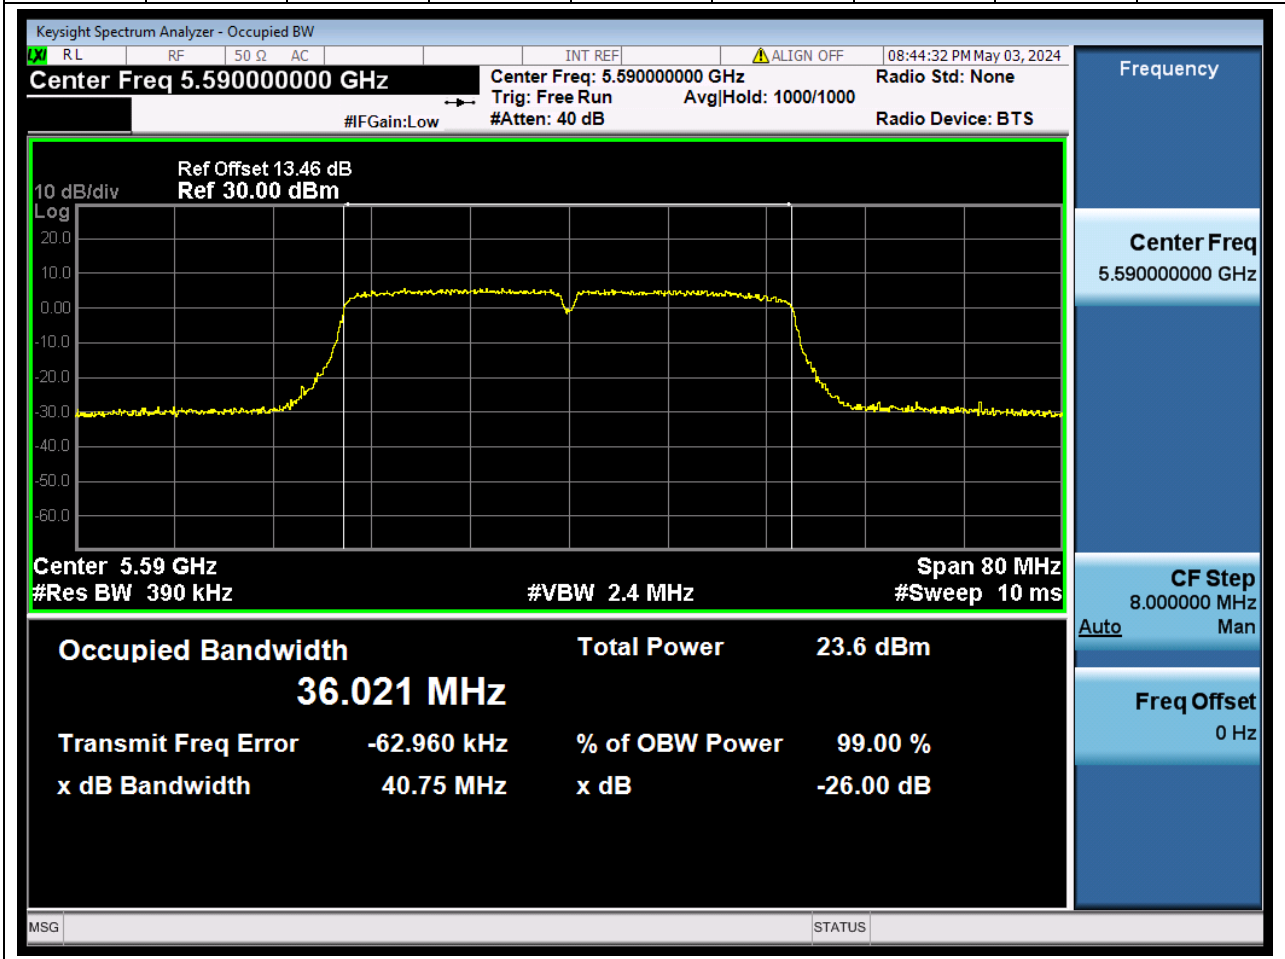 Keysight Spectrum Analyzer - Occupied BW
LXI RL RF 50 Ω AC INT REF ALIGN OFF 08:44:32 PM May 03, 2024
Center Freq 5.590000000 GHz
Center Freq: 5.590000000 GHz
Radio Std: None
Trig: Free Run Avg|Hold: 1000/1000
#IFGain:Low
#Atten: 40 dB
Radio Device: BTS
Ref Offset 13.46 dB
10 dB/div Ref 30.00 dBm
Log
20.0
10.0
0.00
-10.0
-20.0
-30.0
-40.0
-50.0
-60.0
Center 5.59 GHz Span 80 MHz
#Res BW 390 kHz #VBW 2.4 MHz #Sweep 10 ms
Occupied Bandwidth Total Power 23.6 dBm
36.021 MHz
Transmit Freq Error -62.960 kHz % of OBW Power 99.00 %
x dB Bandwidth 40.75 MHz x dB -26.00 dB
Frequency
Center Freq
5.590000000 GHz
CF Step
8.000000 MHz
Auto Man
Freq Offset
0 Hz
MSG STATUS